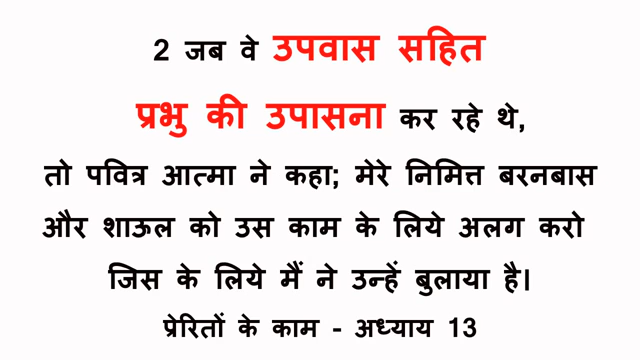 2 जब वे उपवास सहित
प्रभु की उपासना कर रहे थे,
तो पवित्र आत्मा ने कहा; मेरे निमित्त बरनबास
और शाऊल को उस काम के लिये अलग करो
जिस के लिये मैं ने उन्हें बुलाया है।
प्रेरितों के काम - अध्याय 13